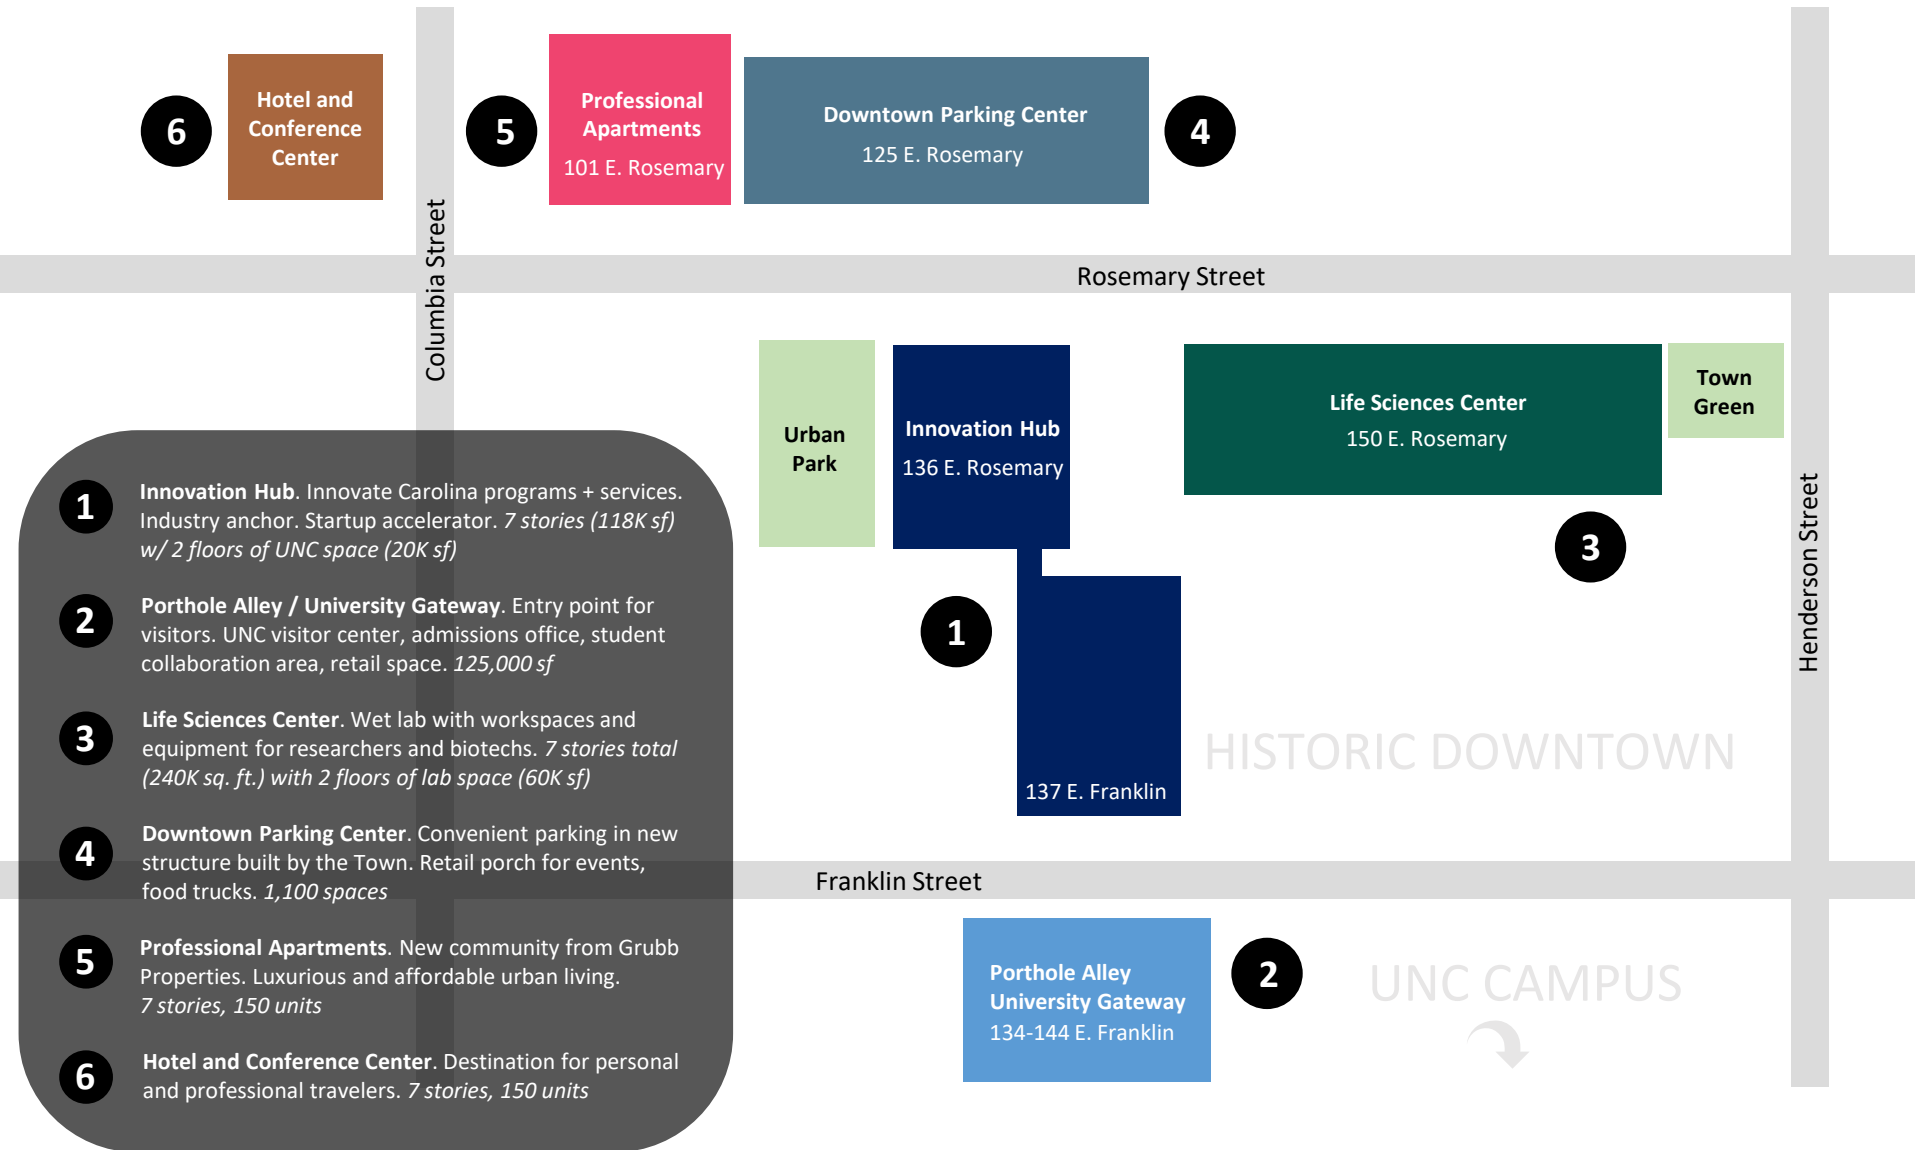 6
Hotel and
Conference
Center
5
Professional
Apartments
101 E. Rosemary
Downtown Parking Center
125 E. Rosemary
4
Columbia Street
Rosemary Street
Urban
Park
Innovation Hub
136 E. Rosemary
Life Sciences Center
150 E. Rosemary
Town
Green
3
Henderson Street
1
137 E. Franklin
HISTORIC DOWNTOWN
Franklin Street
Porthole Alley
University Gateway
134-144 E. Franklin
2
UNC CAMPUS
1
Innovation Hub. Innovate Carolina programs + services.
Industry anchor. Startup accelerator. 7 stories (118K sf)
w/ 2 floors of UNC space (20K sf)
2
Porthole Alley / University Gateway. Entry point for
visitors. UNC visitor center, admissions office, student
collaboration area, retail space. 125,000 sf
3
Life Sciences Center. Wet lab with workspaces and
equipment for researchers and biotechs. 7 stories total
(240K sq. ft.) with 2 floors of lab space (60K sf)
4
Downtown Parking Center. Convenient parking in new
structure built by the Town. Retail porch for events,
food trucks. 1,100 spaces
5
Professional Apartments. New community from Grubb
Properties. Luxurious and affordable urban living.
7 stories, 150 units
6
Hotel and Conference Center. Destination for personal
and professional travelers. 7 stories, 150 units